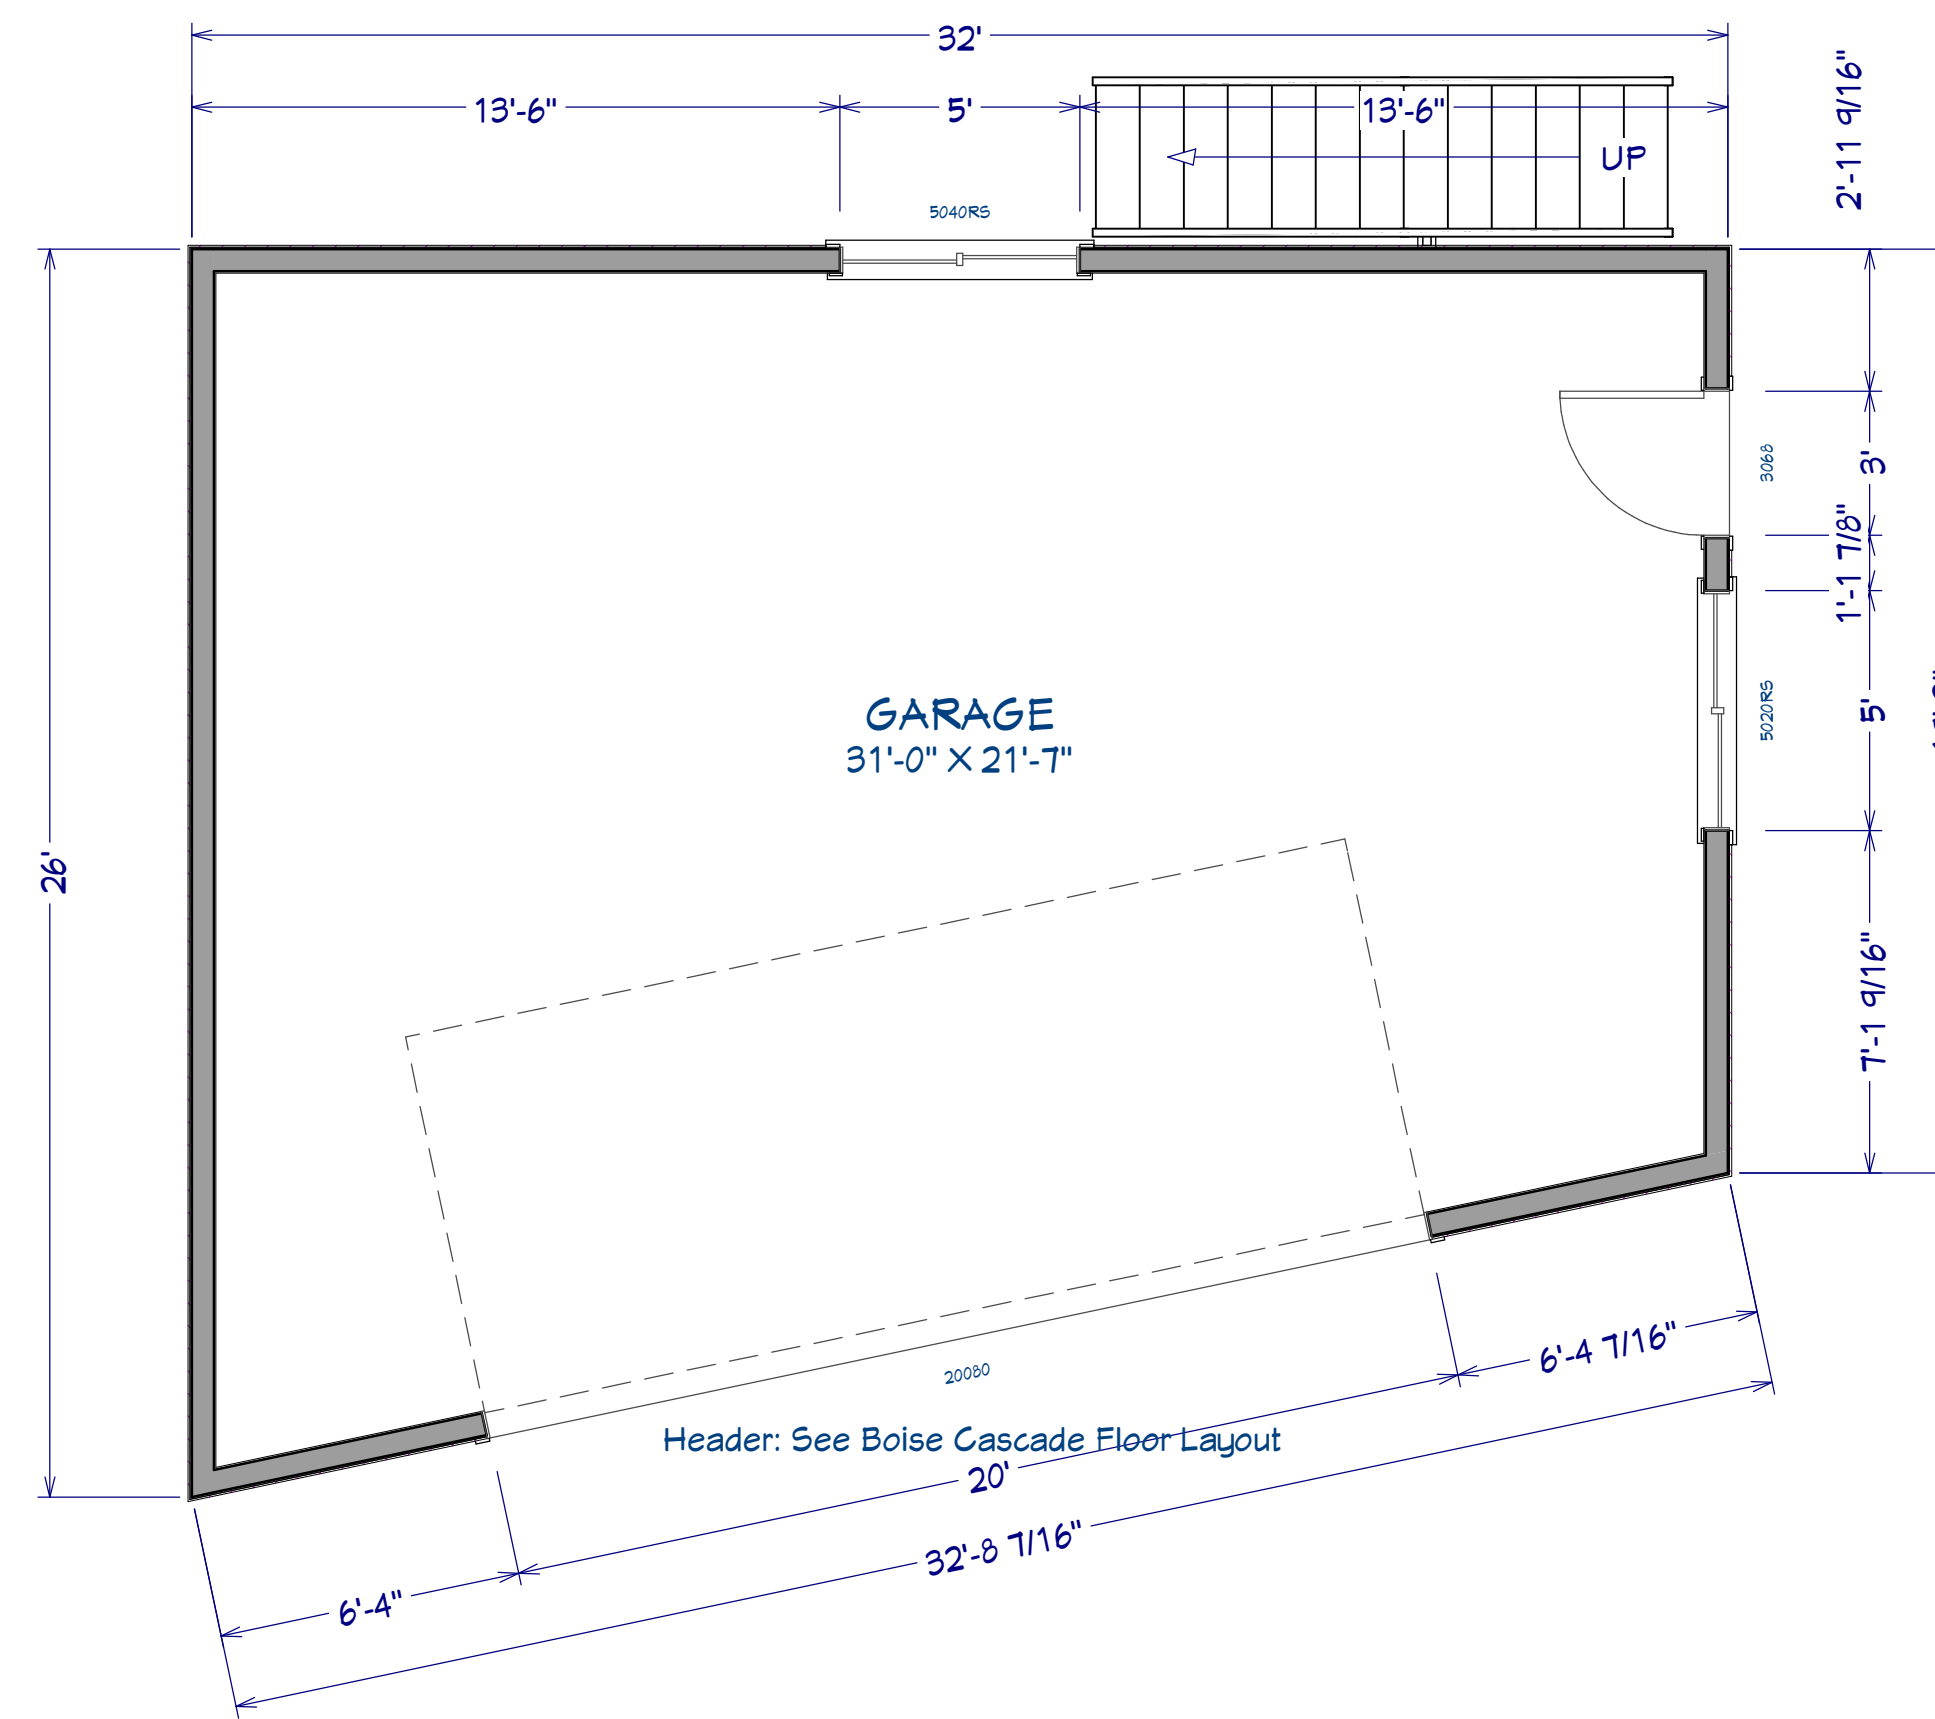 32'
13'-6"
5'
13'-6"
2'-11 9/16"
UP
5040RS
3068
3'
1'-1 7/8"
5020RS
5'
GARAGE
31'-0" X 21'-7"
26'
7'-1 9/16"
20080
6'-4 7/16"
Header: See Boise Cascade Floor Layout
20'
32'-8 7/16"
6'-4"